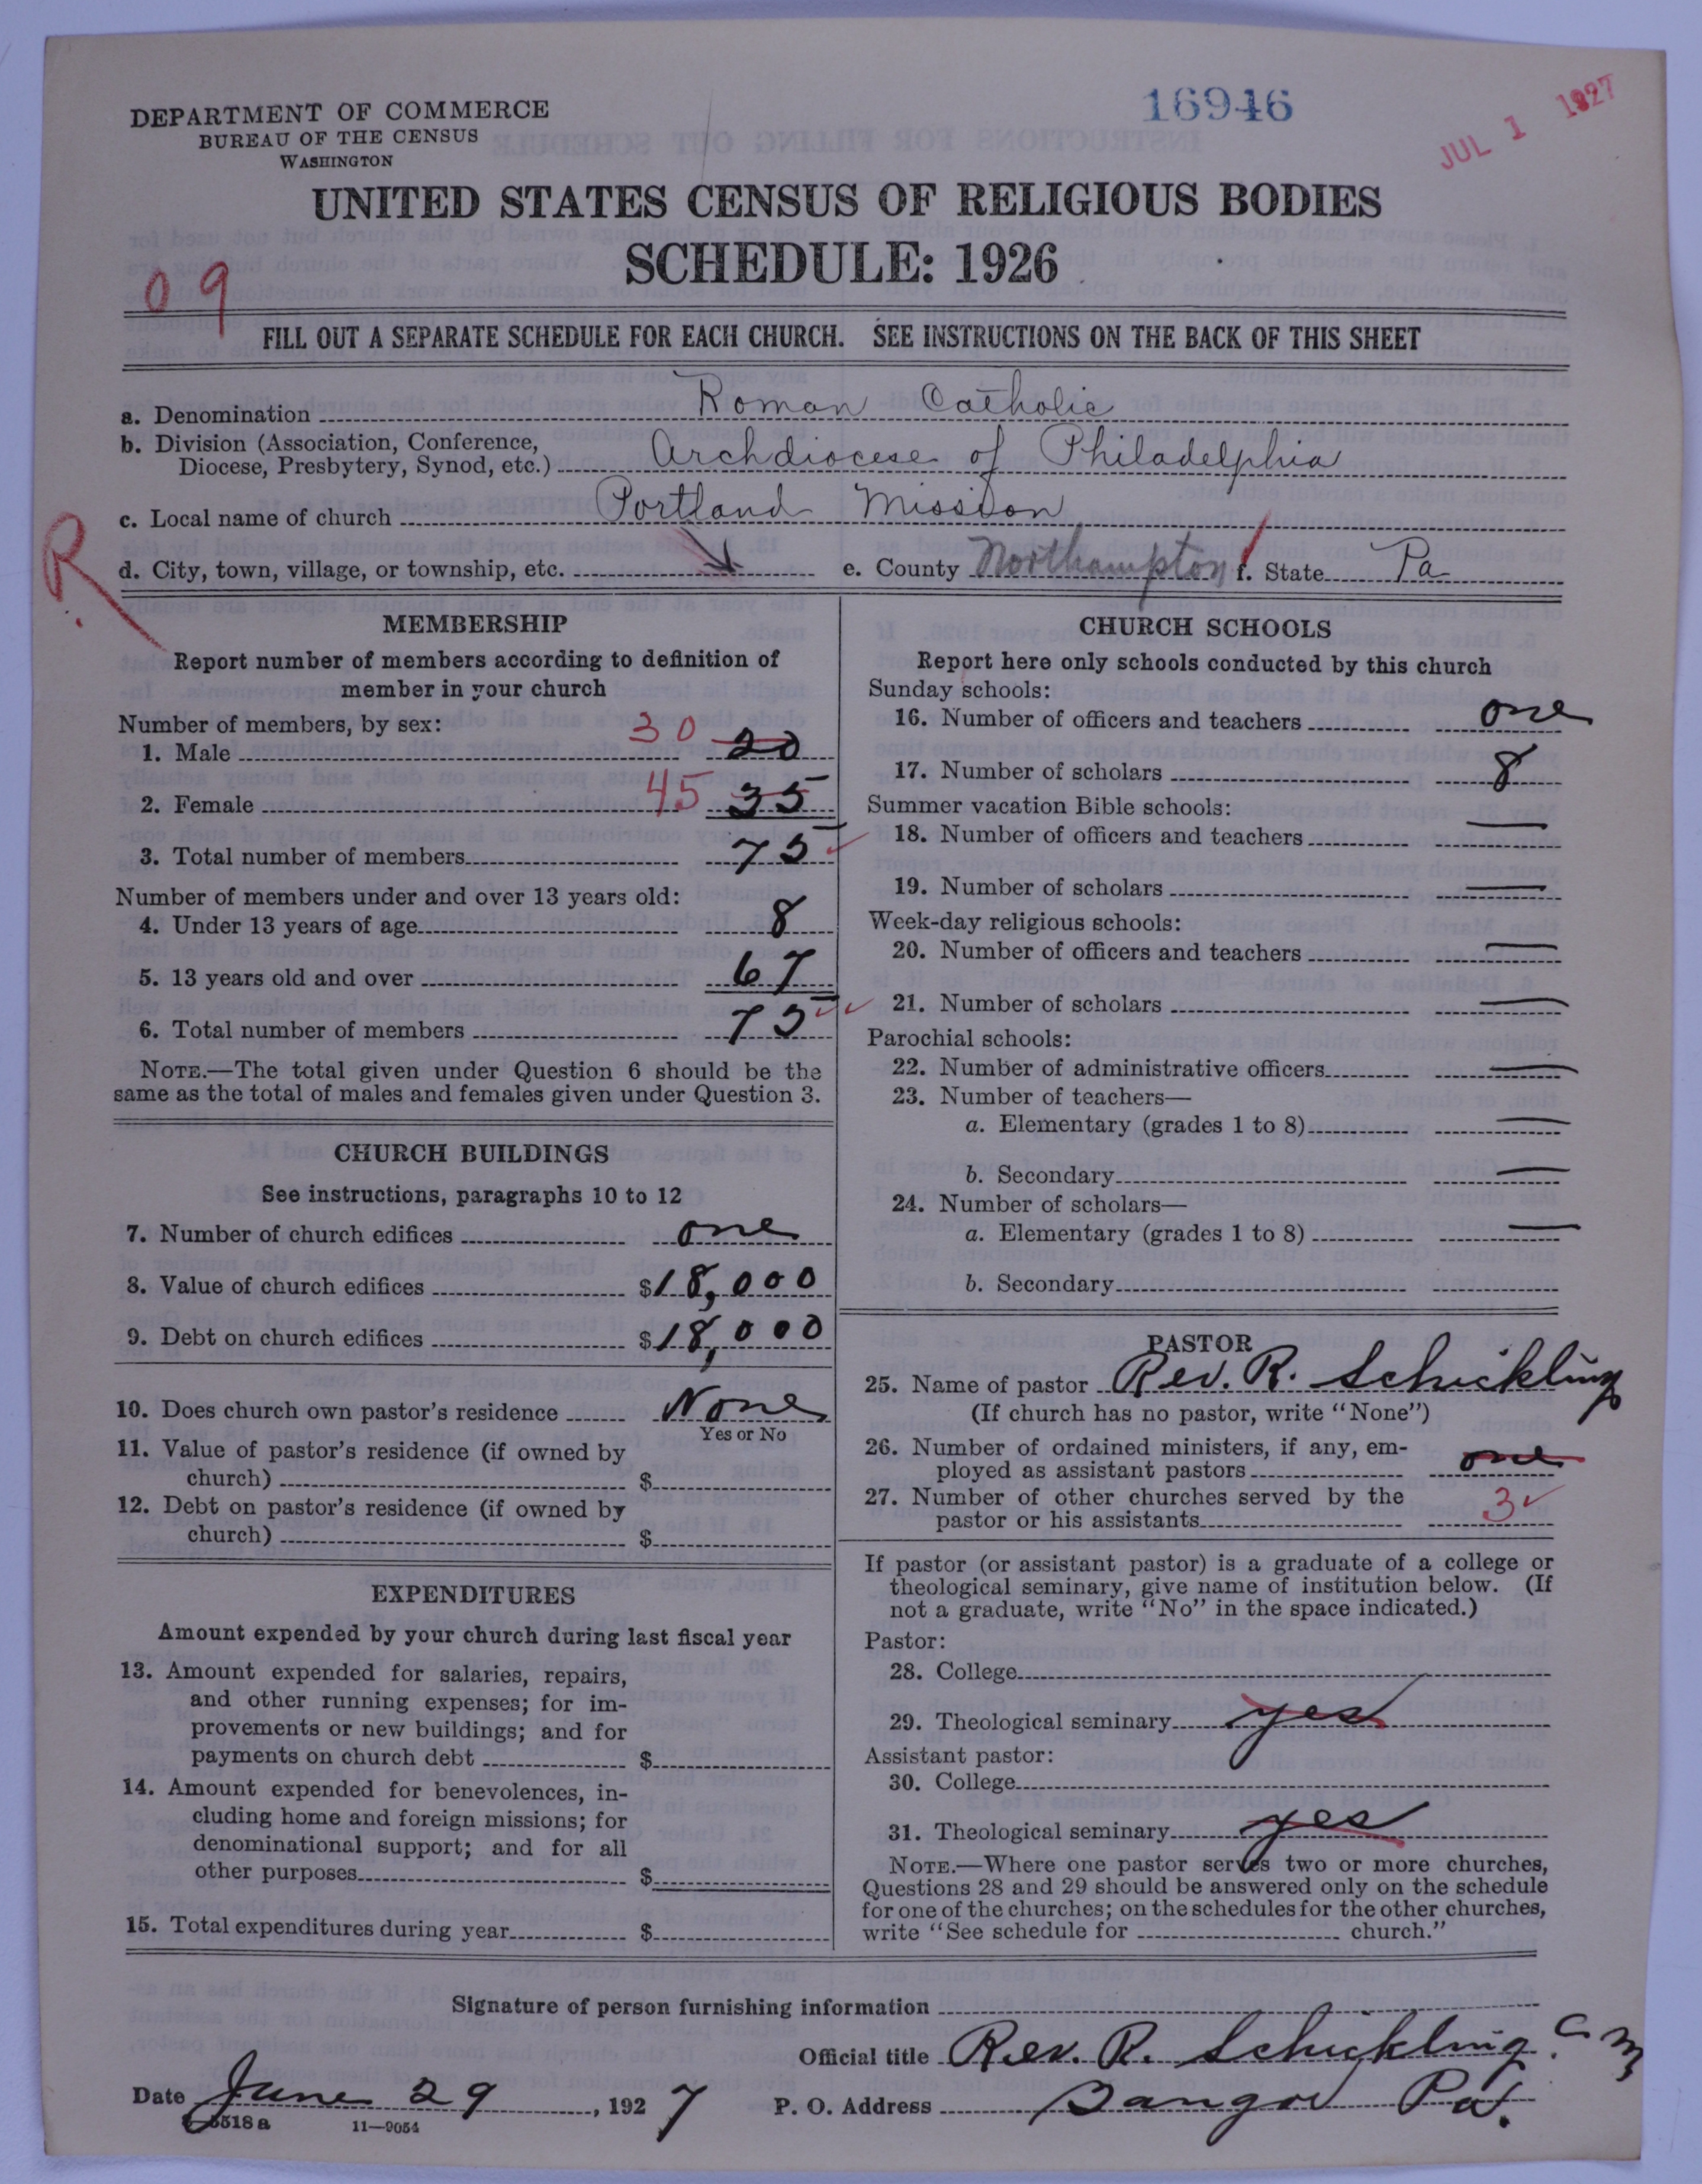 DEPARTMENT OF COMMERCE
BUREAU OF THE CENSUS
WASHINGTON
16946
JUL 1 1927
UNITED STATES CENSUS OF RELIGIOUS BODIES
SCHEDULE: 1926
09
FILL OUT A SEPARATE SCHEDULE FOR EACH CHURCH. SEE INSTRUCTIONS ON THE BACK OF THIS SHEET
a. Denomination Roman Catholic
b. Division (Association, Conference,
Diocese, Presbytery, Synod, etc.) Archdiocese of Philadelphia
c. Local name of church Portland Mission
R
d. City, town, village, or township, etc. e. County Northampton f. State Pa
MEMBERSHIP
Report number of members according to definition of
member in your church
Number of members, by sex:
1. Male 30 20
2. Female 45 35
3. Total number of members 75
Number of members under and over 13 years old:
4. Under 13 years of age 8
5. 13 years old and over 67
6. Total number of members 75
NOTE.—The total given under Question 6 should be the
same as the total of males and females given under Question 3.
CHURCH BUILDINGS
See instructions, paragraphs 10 to 12
7. Number of church edifices one
8. Value of church edifices $18,000
9. Debt on church edifices $18,000
10. Does church own pastor's residence None
Yes or No
11. Value of pastor's residence (if owned by
church) $
12. Debt on pastor's residence (if owned by
church) $
EXPENDITURES
Amount expended by your church during last fiscal year
13. Amount expended for salaries, repairs,
and other running expenses; for im-
provements or new buildings; and for
payments on church debt $
14. Amount expended for benevolences, in-
cluding home and foreign missions; for
denominational support; and for all
other purposes $
15. Total expenditures during year $
CHURCH SCHOOLS
Report here only schools conducted by this church
Sunday schools:
16. Number of officers and teachers one
17. Number of scholars 8
Summer vacation Bible schools:
18. Number of officers and teachers —
19. Number of scholars —
Week-day religious schools:
20. Number of officers and teachers —
21. Number of scholars —
Parochial schools:
22. Number of administrative officers —
23. Number of teachers—
a. Elementary (grades 1 to 8) —
b. Secondary —
24. Number of scholars—
a. Elementary (grades 1 to 8) —
b. Secondary
PASTOR
25. Name of pastor Rev. R. Schickling
(If church has no pastor, write "None")
26. Number of ordained ministers, if any, em-
ployed as assistant pastors one
27. Number of other churches served by the
pastor or his assistants 3
If pastor (or assistant pastor) is a graduate of a college or
theological seminary, give name of institution below. (If
not a graduate, write "No" in the space indicated.)
Pastor:
28. College
29. Theological seminary yes
Assistant pastor:
30. College
31. Theological seminary yes
NOTE.—Where one pastor serves two or more churches,
Questions 28 and 29 should be answered only on the schedule
for one of the churches; on the schedules for the other churches,
write "See schedule for church."
Signature of person furnishing information
Official title Rev. R. Schickling C M
Date June 29, 1927 P. O. Address Bangor Pa.
11—9054